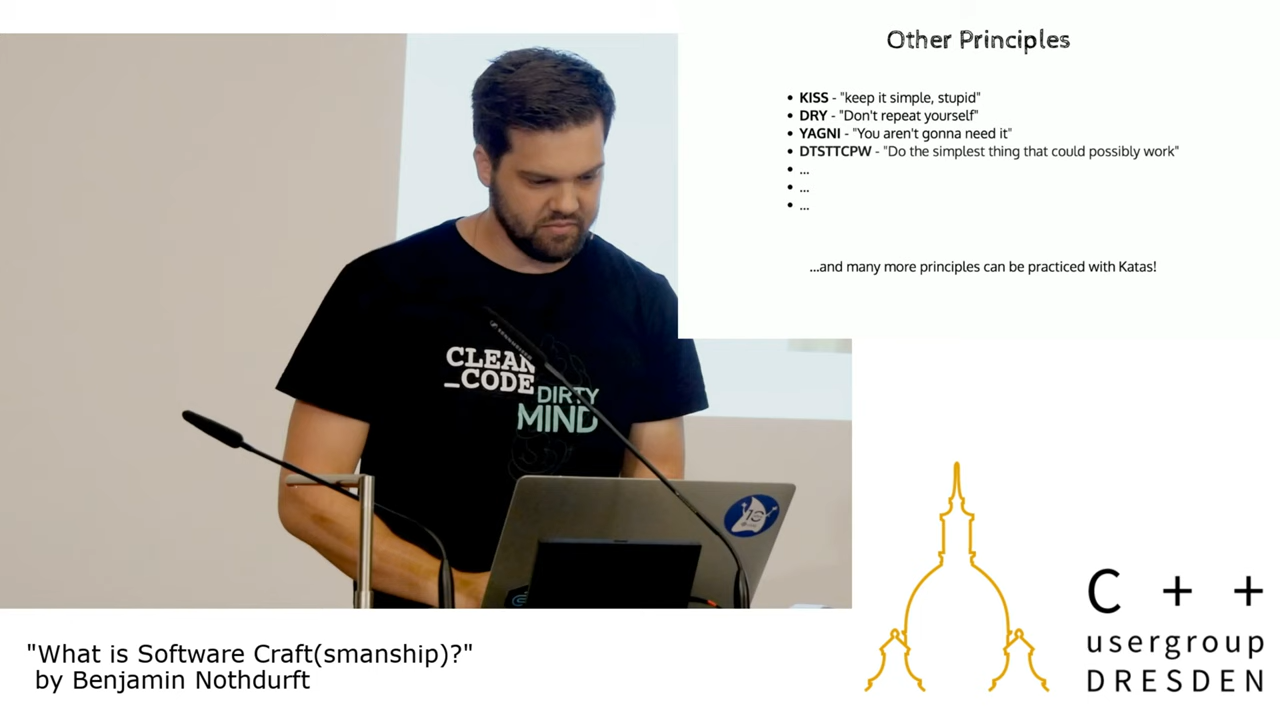 Other Principles
• KISS - "keep it simple, stupid"
• DRY - "Don't repeat yourself"
• YAGNI - "You aren't gonna need it"
• DTSTTCPW - "Do the simplest thing that could possibly work"
• ...
• ...
• ...
...and many more principles can be practiced with Katas!
CLEAN
_CODE
DIRTY
MIND
"What is Software Craft(smanship)?"
by Benjamin Nothdurft
C + +
usergroup
DRESDEN